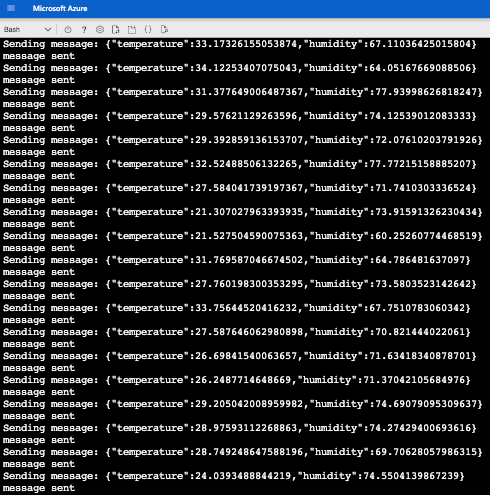 Microsoft Azure
Bash
Sending message: {"temperature":33.17326155053874,"humidity":67.11036425015804}
message sent
Sending message: {"temperature":34.12253407075043,"humidity":64.05167669088506}
message sent
Sending message: {"temperature":31.377649006487367,"humidity":77.93998626818247}
message sent
Sending message: {"temperature":29.57621129263596,"humidity":74.12539012083333}
message sent
Sending message: {"temperature":29.392859136153707,"humidity":72.07610203791926}
message sent
Sending message: {"temperature":32.52488506132265,"humidity":77.77215158885207}
message sent
Sending message: {"temperature":27.584041739197367,"humidity":71.7410303336524}
message sent
Sending message: {"temperature":21.307027963393935,"humidity":73.91591326230434}
message sent
Sending message: {"temperature":21.527504590075363,"humidity":60.25260774468519}
message sent
Sending message: {"temperature":31.769587046674502,"humidity":64.786481637097}
message sent
Sending message: {"temperature":27.760198300353295,"humidity":73.5803523142642}
message sent
Sending message: {"temperature":33.75644520416232,"humidity":67.7510783060342}
message sent
Sending message: {"temperature":27.587646062980898,"humidity":70.821444022061}
message sent
Sending message: {"temperature":26.69841540063657,"humidity":71.63418340878701}
message sent
Sending message: {"temperature":26.2487714648669,"humidity":71.37042105684976}
message sent
Sending message: {"temperature":29.205042008959982,"humidity":74.69079095309637}
message sent
Sending message: {"temperature":28.97593112268863,"humidity":74.27429400693616}
message sent
Sending message: {"temperature":28.749248647588196,"humidity":69.70628057986315}
message sent
Sending message: {"temperature":24.0393488844219,"humidity":74.5504139867239}
message sent